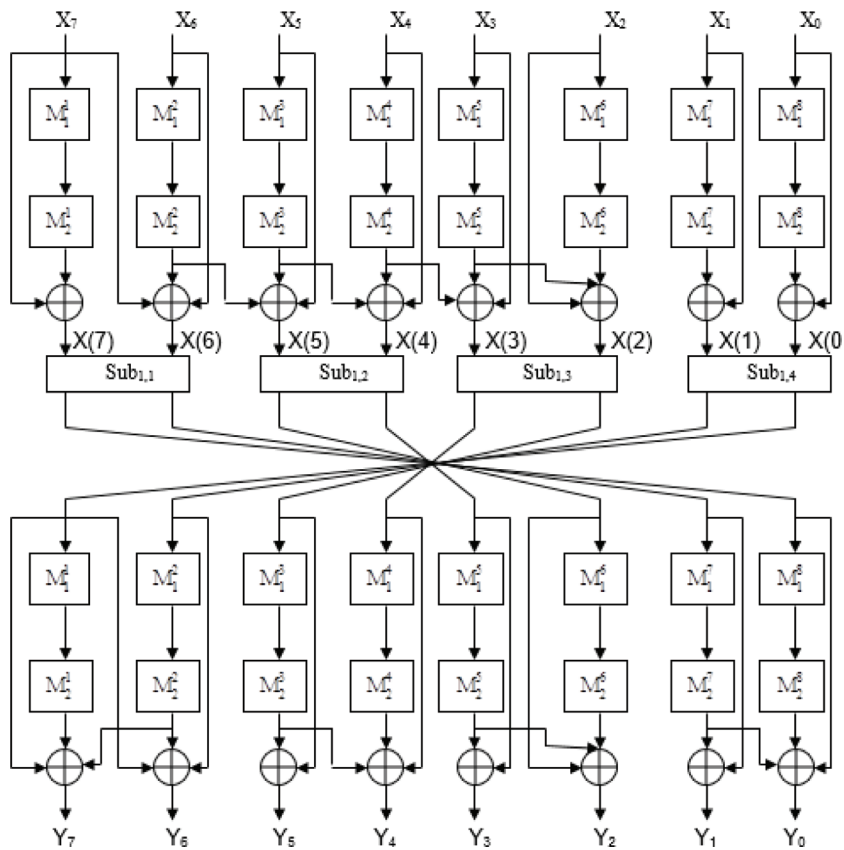 X₇ X₆ X₅ X₄ X₃ X₂ X₁ X₀
M₁¹ M₁² M₁³ M₁⁴ M₁⁵ M₁⁶ M₁⁷ M₁⁸
M₂¹ M₂² M₂³ M₂⁴ M₂⁵ M₂⁶ M₂⁷ M₂⁸
X(7) X(6) X(5) X(4) X(3) X(2) X(1) X(0
Sub₁,₁ Sub₁,₂ Sub₁,₃ Sub₁,₄
M₁¹ M₁² M₁³ M₁⁴ M₁⁵ M₁⁶ M₁⁷ M₁⁸
M₂¹ M₂² M₂³ M₂⁴ M₂⁵ M₂⁶ M₂⁷ M₂⁸
Y₇ Y₆ Y₅ Y₄ Y₃ Y₂ Y₁ Y₀